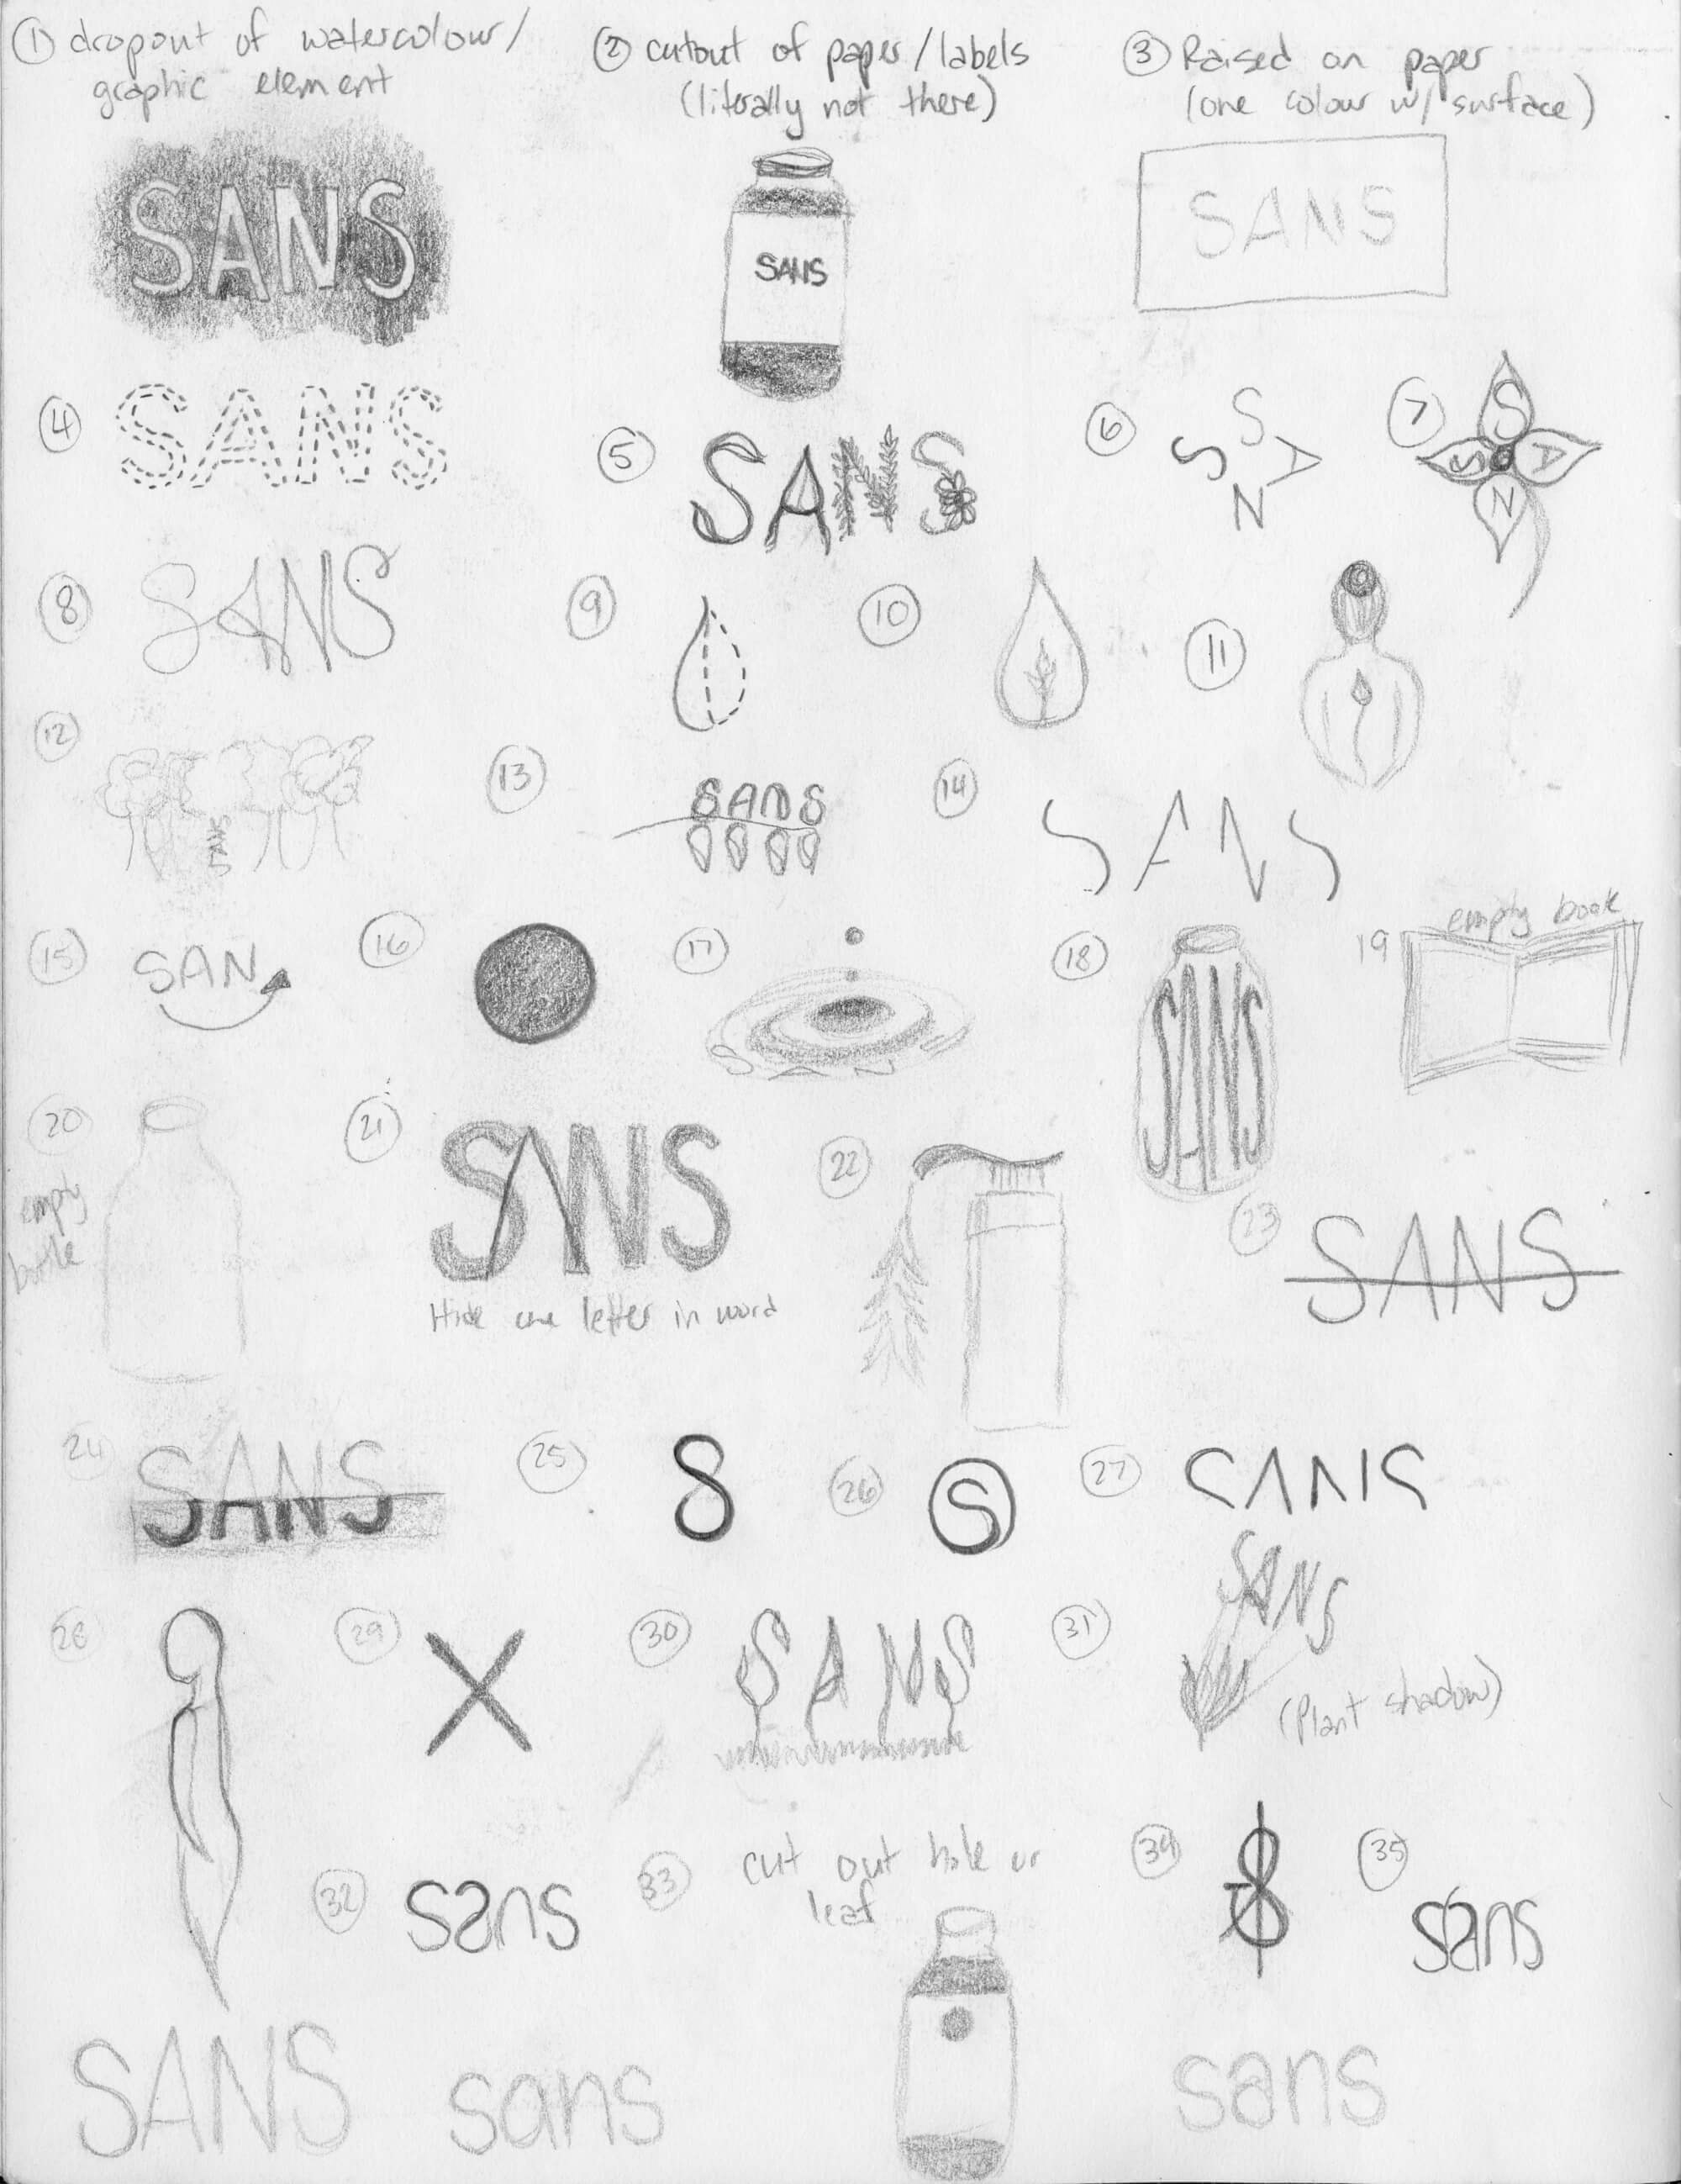 ① dropout of watercolour/
graphic element
SANS
② cutout of paper/labels
(literally not there)
SANS
③ Raised on paper
(one colour w/ surface)
SANS
④ SANS
⑤ SANS
⑥ S
S A
N
⑦ S
S A
N
⑧ SANS
⑨
⑩
⑪
⑫ SANS
⑬ SANS
⑭ SANS
⑮ SAN
⑯
⑰ SANS
⑱ SANS
19 empty book
20
empty
bottle
㉑ SANS
Hide one letter in word
㉒
㉓ SANS
24 SANS
㉕ S
㉖ S
㉗ SANS
28
㉙ X
㉚ SANS
㉛ SANS
(Plant shadow)
㉜ sans
㉝ cut out hole or
leaf
㉞
㉟ sans
SANS
sans
sans